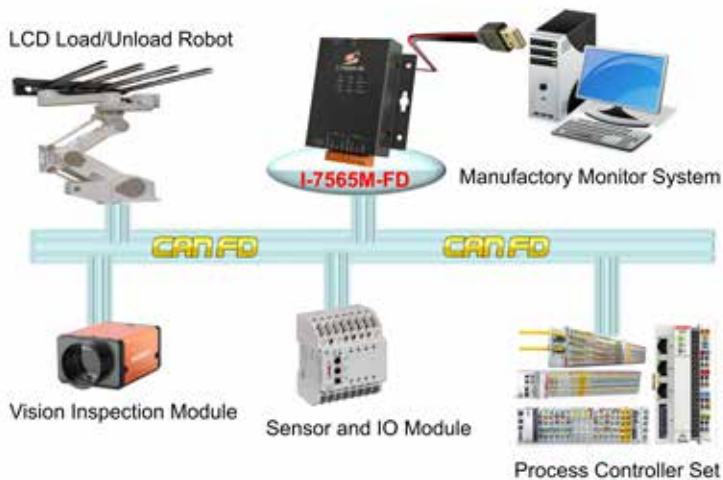 LCD Load/Unload Robot
I-7565M-FD
Manufactory Monitor System
CAN FD
CAN FD
Vision Inspection Module
Sensor and IO Module
Process Controller Set